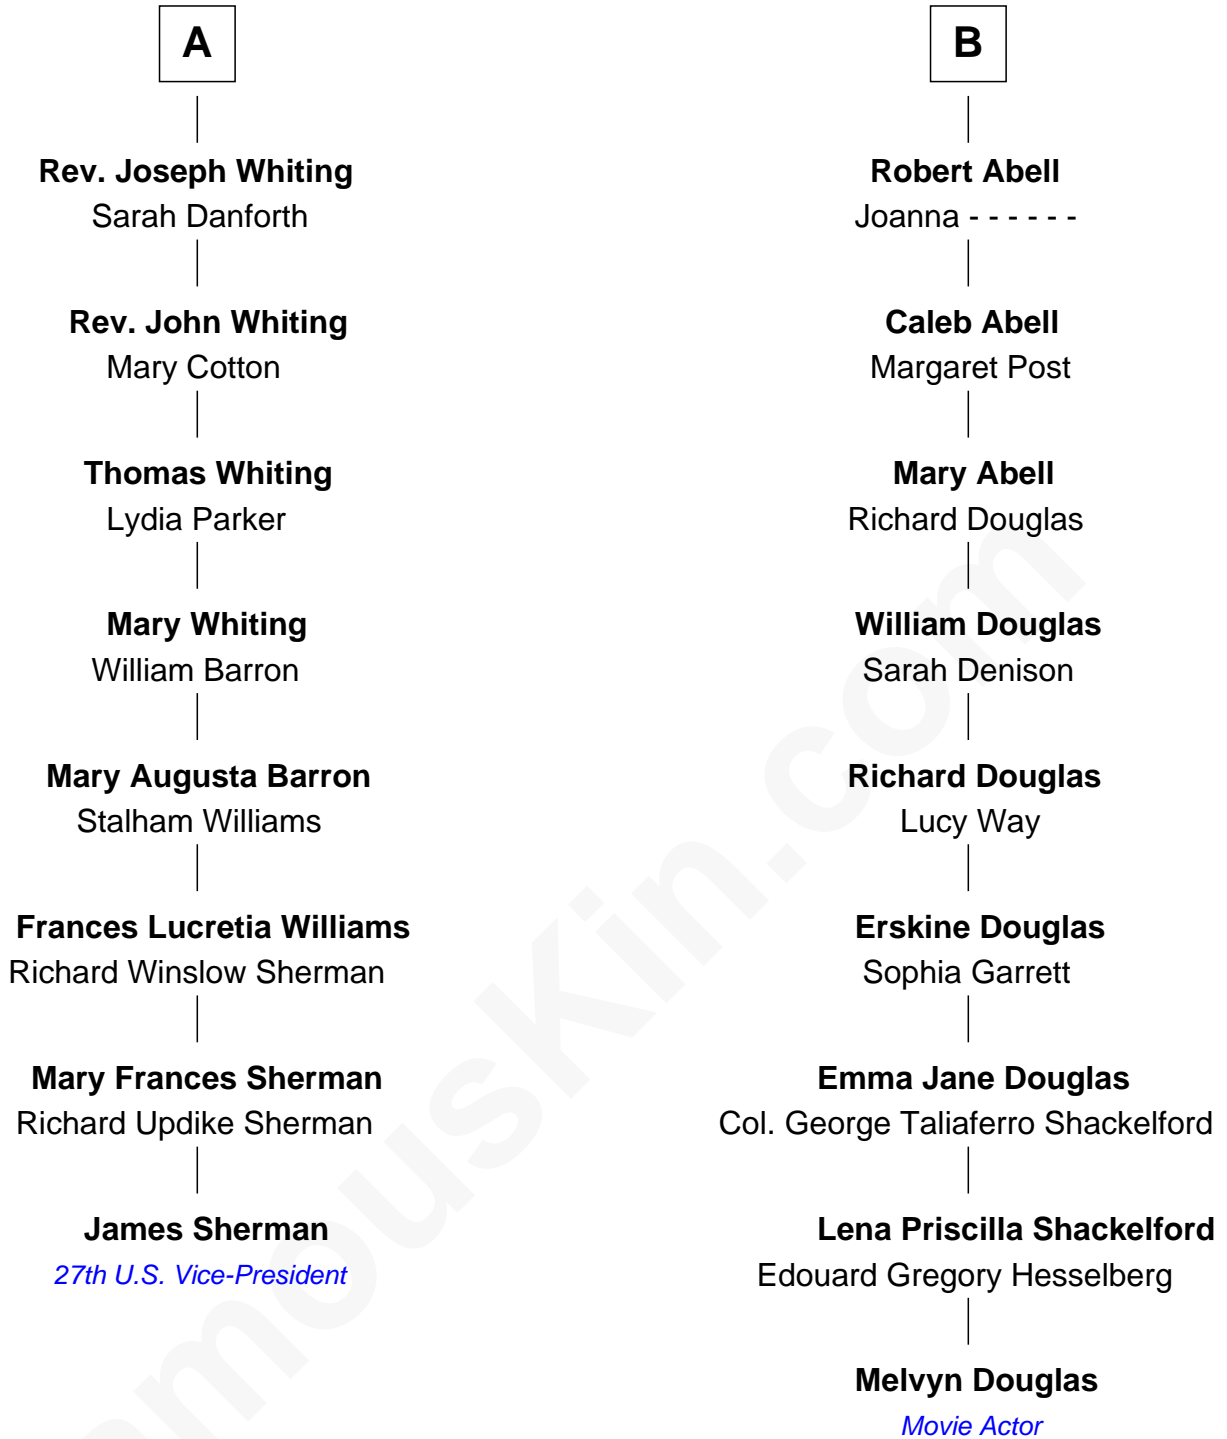 A
Rev. Joseph Whiting
Sarah Danforth
Rev. John Whiting
Mary Cotton
Thomas Whiting
Lydia Parker
Mary Whiting
William Barron
Mary Augusta Barron
Stalham Williams
Frances Lucretia Williams
Richard Winslow Sherman
Mary Frances Sherman
Richard Updike Sherman
James Sherman
27th U.S. Vice-President
B
Robert Abell
Joanna - - - - - -
Caleb Abell
Margaret Post
Mary Abell
Richard Douglas
William Douglas
Sarah Denison
Richard Douglas
Lucy Way
Erskine Douglas
Sophia Garrett
Emma Jane Douglas
Col. George Taliaferro Shackelford
Lena Priscilla Shackelford
Edouard Gregory Hesselberg
Melvyn Douglas
Movie Actor
amousKin.com